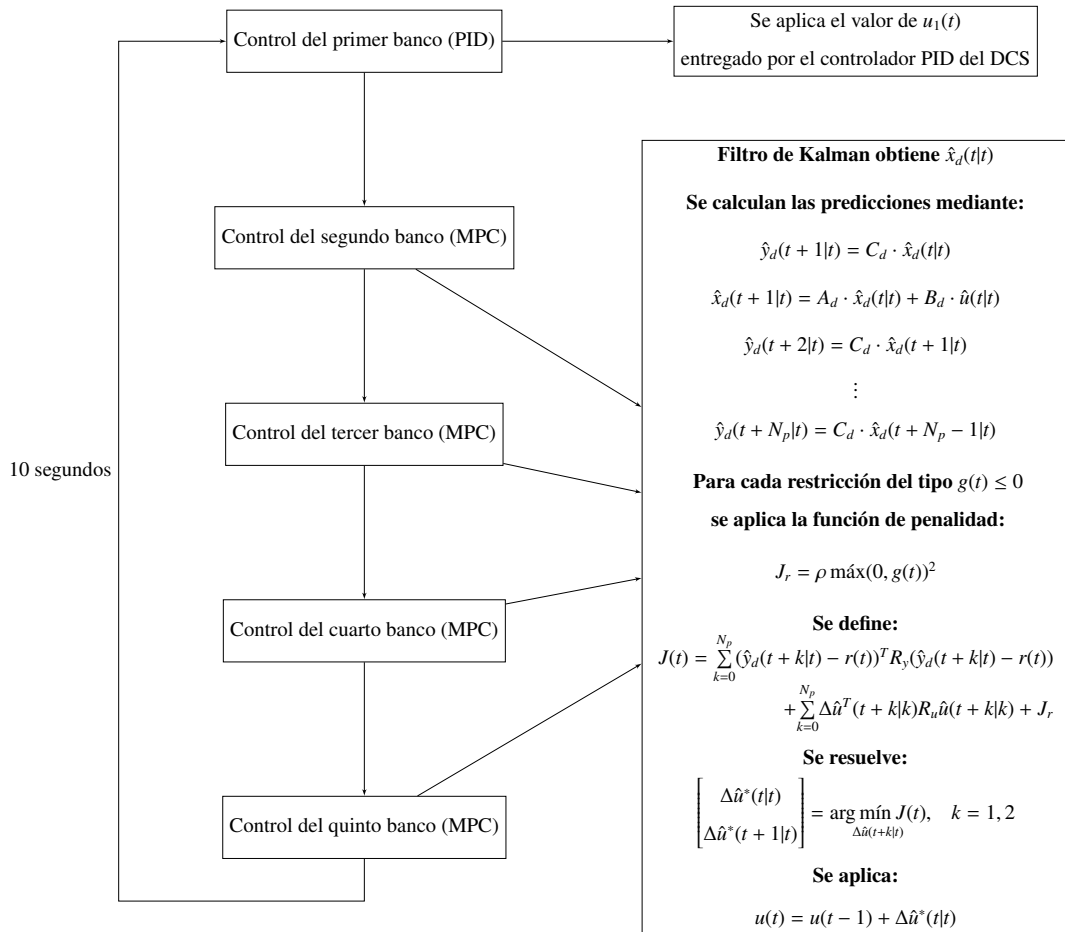 Control del primer banco (PID)
Se aplica el valor de u₁(t)
entregado por el controlador PID del DCS
Control del segundo banco (MPC)
Control del tercer banco (MPC)
10 segundos
Control del cuarto banco (MPC)
Control del quinto banco (MPC)
Filtro de Kalman obtiene x̂_d(t|t)
Se calculan las predicciones mediante:
ŷ_d(t + 1|t) = C_d · x̂_d(t|t)
x̂_d(t + 1|t) = A_d · x̂_d(t|t) + B_d · û(t|t)
ŷ_d(t + 2|t) = C_d · x̂_d(t + 1|t)
⋮
ŷ_d(t + N_p|t) = C_d · x̂_d(t + N_p − 1|t)
Para cada restricción del tipo g(t) ≤ 0
se aplica la función de penalidad:
J_r = ρ máx(0, g(t))²
Se define:
J(t) = ∑_{k=0}^{N_p} (ŷ_d(t + k|t) − r(t))^T R_y(ŷ_d(t + k|t) − r(t))
+ ∑_{k=0}^{N_p} Δû^T(t + k|k)R_u û(t + k|k) + J_r
Se resuelve:
[Δû*(t|t)
Δû*(t + 1|t)] = arg mín_{Δû(t+k|t)} J(t), k = 1, 2
Se aplica:
u(t) = u(t − 1) + Δû*(t|t)